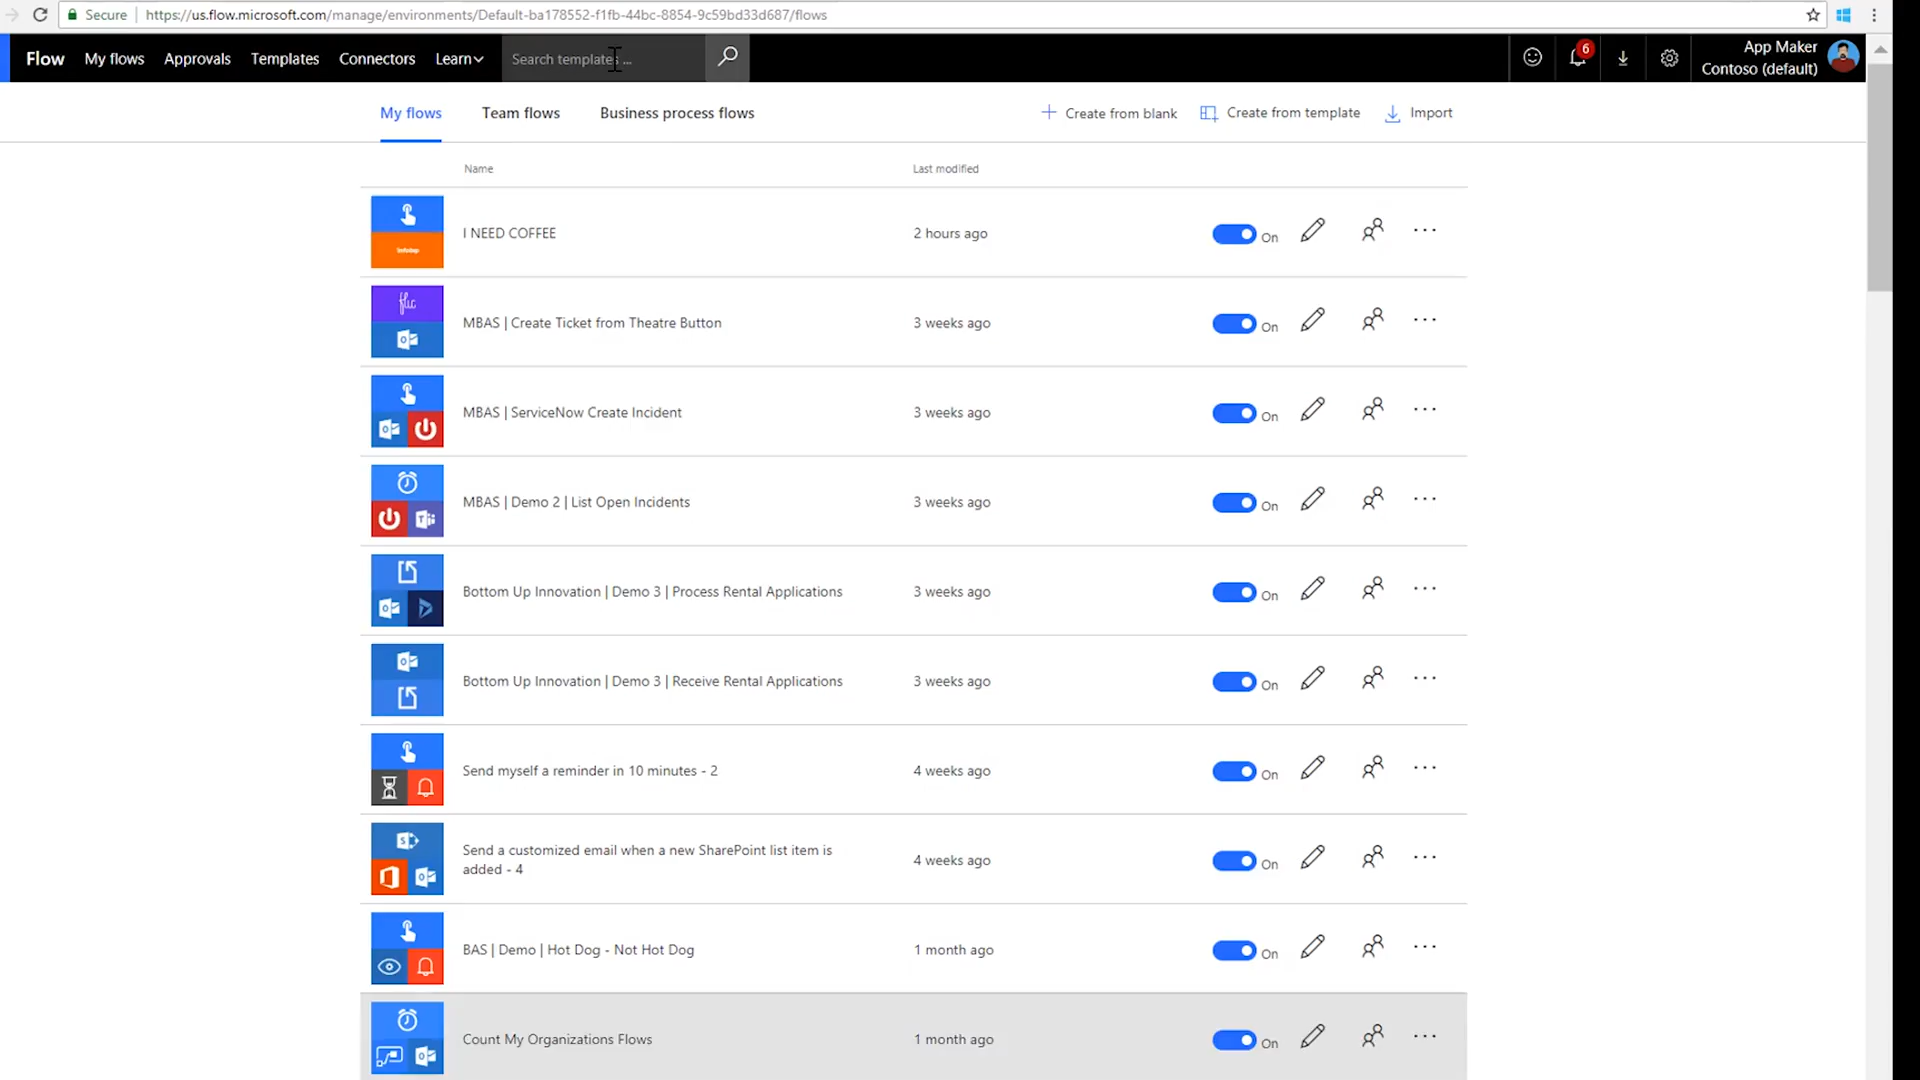 Secure https://us.flow.microsoft.com/manage/environments/Default-ba178552-f1fb-44bc-8854-9c59bd33d687/flows
Flow My flows Approvals Templates Connectors Learn Search templates ... 6 App Maker
Contoso (default)
My flows Team flows Business process flows Create from blank Create from template Import
Name Last modified
I NEED COFFEE 2 hours ago On
flic
MBAS | Create Ticket from Theatre Button 3 weeks ago On
MBAS | ServiceNow Create Incident 3 weeks ago On
MBAS | Demo 2 | List Open Incidents 3 weeks ago On
Bottom Up Innovation | Demo 3 | Process Rental Applications 3 weeks ago On
Bottom Up Innovation | Demo 3 | Receive Rental Applications 3 weeks ago On
Send myself a reminder in 10 minutes - 2 4 weeks ago On
Send a customized email when a new SharePoint list item is
added - 4 4 weeks ago On
BAS | Demo | Hot Dog - Not Hot Dog 1 month ago On
Count My Organizations Flows 1 month ago On